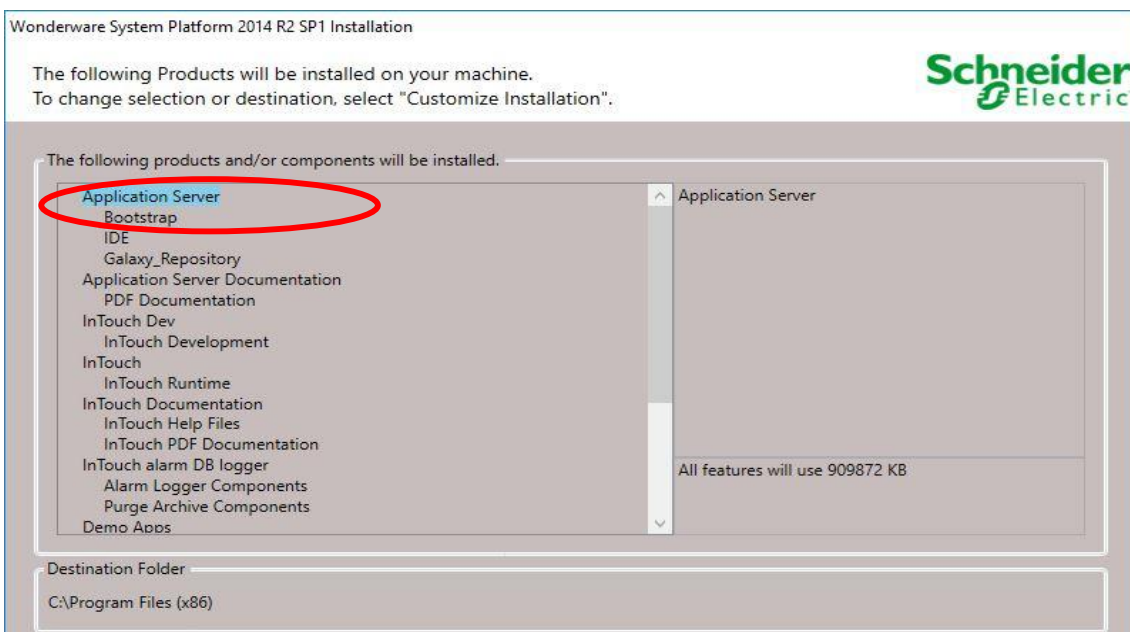 Wonderware System Platform 2014 R2 SP1 Installation
The following Products will be installed on your machine.
To change selection or destination, select "Customize Installation".
Schneider
Electric
The following products and/or components will be installed.
Application Server
Bootstrap
IDE
Galaxy_Repository
Application Server Documentation
PDF Documentation
InTouch Dev
InTouch Development
InTouch
InTouch Runtime
InTouch Documentation
InTouch Help Files
InTouch PDF Documentation
InTouch alarm DB logger
Alarm Logger Components
Purge Archive Components
Demo Apps
Application Server
All features will use 909872 KB
Destination Folder
C:\Program Files (x86)